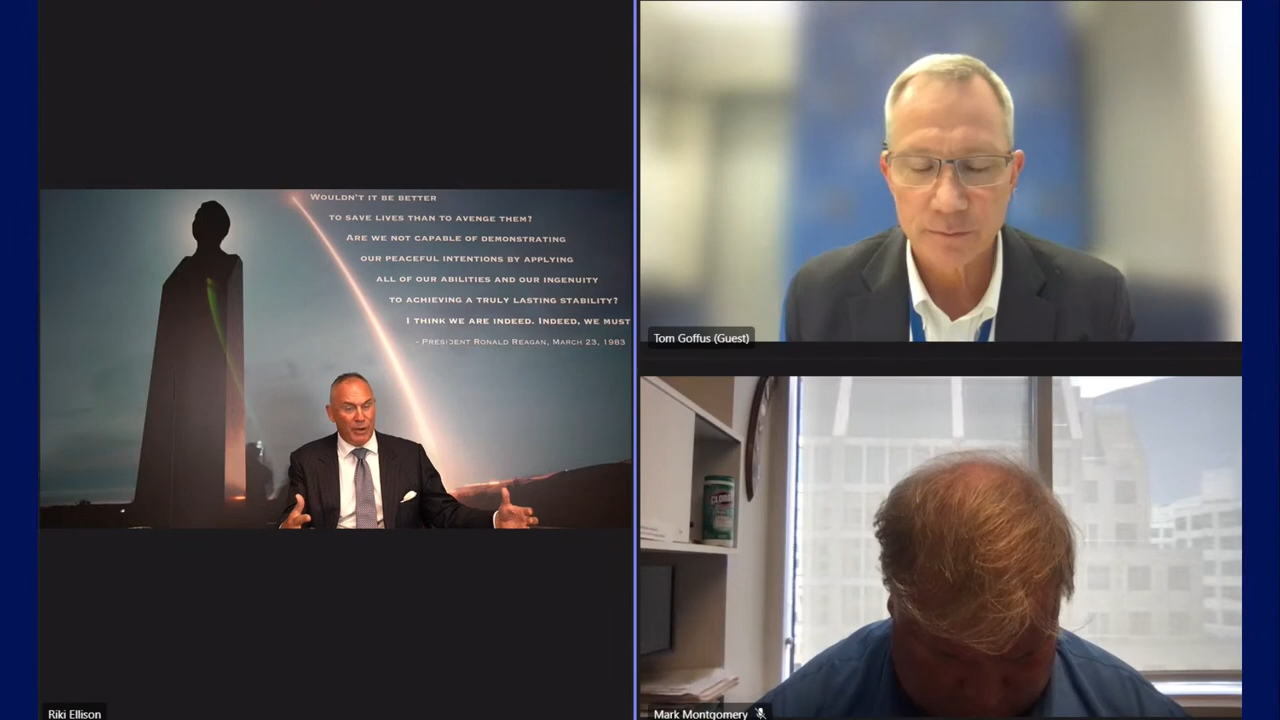 WOULDN'T IT BE BETTER
TO SAVE LIVES THAN TO AVENGE THEM?
ARE WE NOT CAPABLE OF DEMONSTRATING
OUR PEACEFUL INTENTIONS BY APPLYING
ALL OF OUR ABILITIES AND OUR INGENUITY
TO ACHIEVING A TRULY LASTING STABILITY?
I THINK WE ARE INDEED. INDEED, WE MUST
- PRESIDENT RONALD REAGAN, MARCH 23, 1983
Riki Ellison
Tom Goffus (Guest)
CLOROX
Mark Montgomery